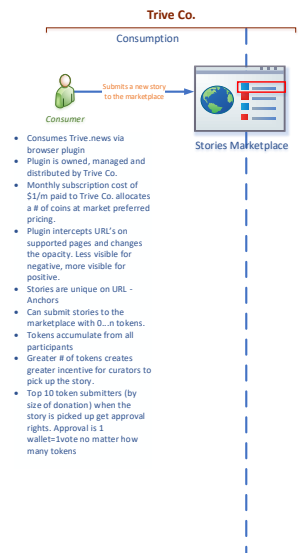 Trive Co.
Consumption
Submits a new story
to the marketplace
Consumer
Stories Marketplace
• Consumes Trive.news via
browser plugin
• Plugin is owned, managed and
distributed by Trive Co.
• Monthly subscription cost of
$1/m paid to Trive Co. allocates
a # of coins at market preferred
pricing.
• Plugin intercepts URL's on
supported pages and changes
the opacity. Less visible for
negative, more visible for
positive.
• Stories are unique on URL -
Anchors
• Can submit stories to the
marketplace with 0...n tokens.
• Tokens accumulate from all
participants
• Greater # of tokens creates
greater incentive for curators to
pick up the story.
• Top 10 token submitters (by
size of donation) when the
story is picked up get approval
rights. Approval is 1
wallet=1vote no matter how
many tokens